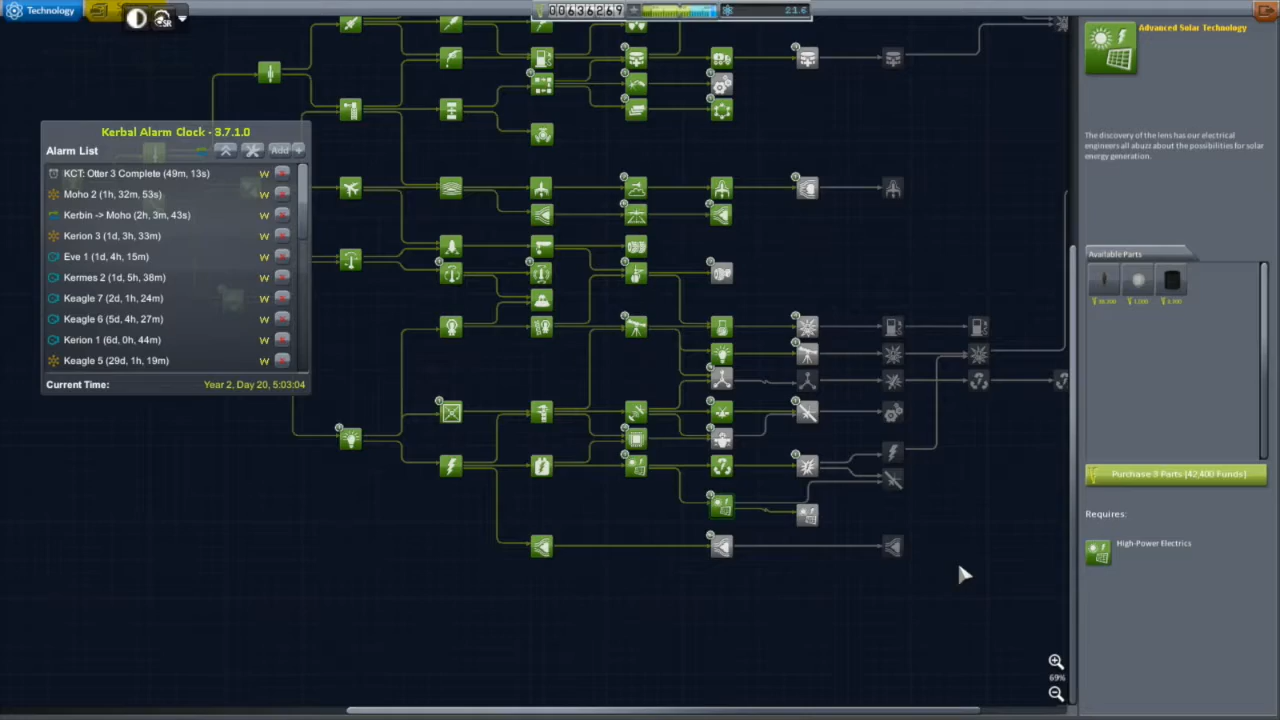 Technology
00636269
21.6
SR
Kerbal Alarm Clock - 3.7.1.0
Alarm List
Add +
KCT: Otter 3 Complete (49m, 13s) W
Moho 2 (1h, 32m, 53s) W
Kerbin -> Moho (2h, 3m, 43s) W
Kerion 3 (1d, 3h, 33m) W
Eve 1 (1d, 4h, 15m) W
Kermes 2 (1d, 5h, 38m) W
Keagle 7 (2d, 1h, 24m) W
Keagle 6 (5d, 4h, 27m) W
Kerion 1 (6d, 0h, 44m) W
Keagle 5 (29d, 1h, 19m) W
Current Time: Year 2, Day 20, 5:03:04
Advanced Solar Technology
The discovery of the lens has our electrical
engineers all abuzz about the possibilities for solar
energy generation.
Available Parts
Purchase 3 Parts [42,400 Funds]
Requires:
High-Power Electrics
69%